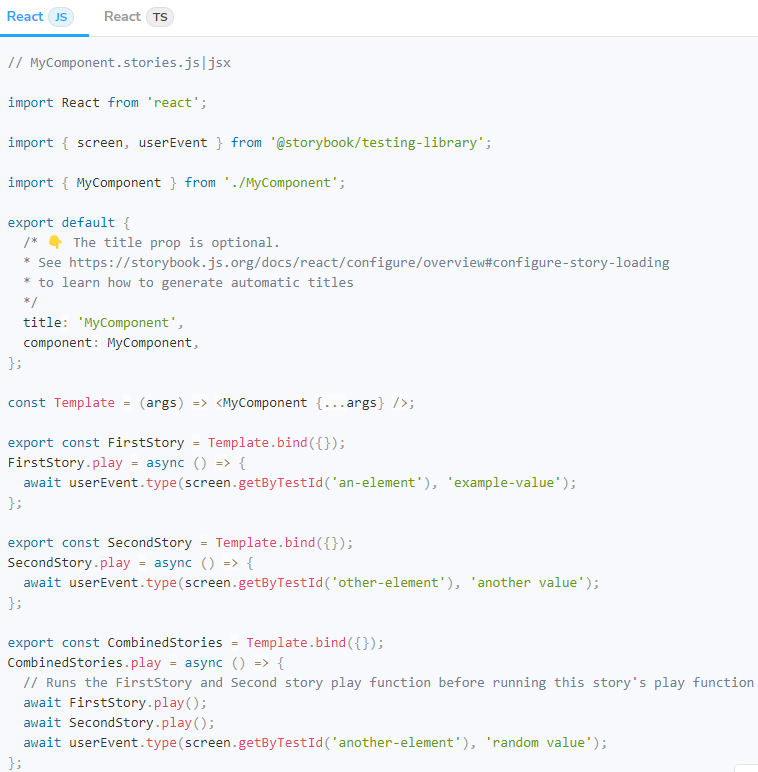 React JS React TS
// MyComponent.stories.js|jsx
import React from 'react';
import { screen, userEvent } from '@storybook/testing-library';
import { MyComponent } from './MyComponent';
export default {
  /* 👇 The title prop is optional.
  * See https://storybook.js.org/docs/react/configure/overview#configure-story-loading
  * to learn how to generate automatic titles
  */
  title: 'MyComponent',
  component: MyComponent,
};
const Template = (args) => <MyComponent {...args} />;
export const FirstStory = Template.bind({});
FirstStory.play = async () => {
  await userEvent.type(screen.getByTestId('an-element'), 'example-value');
};
export const SecondStory = Template.bind({});
SecondStory.play = async () => {
  await userEvent.type(screen.getByTestId('other-element'), 'another value');
};
export const CombinedStories = Template.bind({});
CombinedStories.play = async () => {
  // Runs the FirstStory and Second story play function before running this story's play function
  await FirstStory.play();
  await SecondStory.play();
  await userEvent.type(screen.getByTestId('another-element'), 'random value');
};